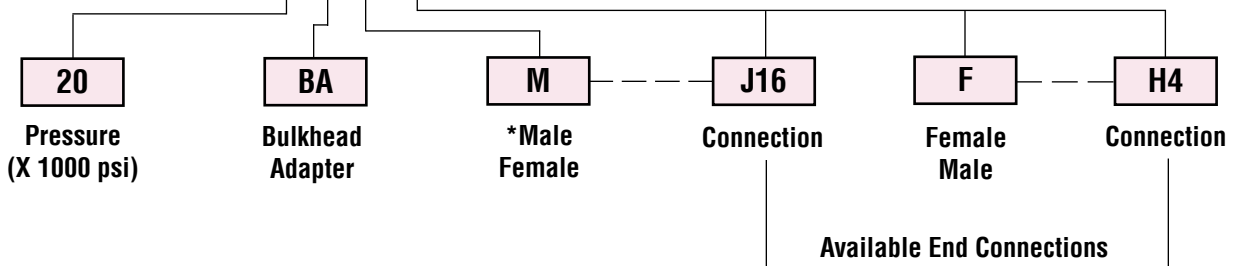 20
BA
M
J16
F
H4
Pressure
(X 1000 psi)
Bulkhead
Adapter
*Male
Female
Connection
Female
Male
Connection
Available End Connections